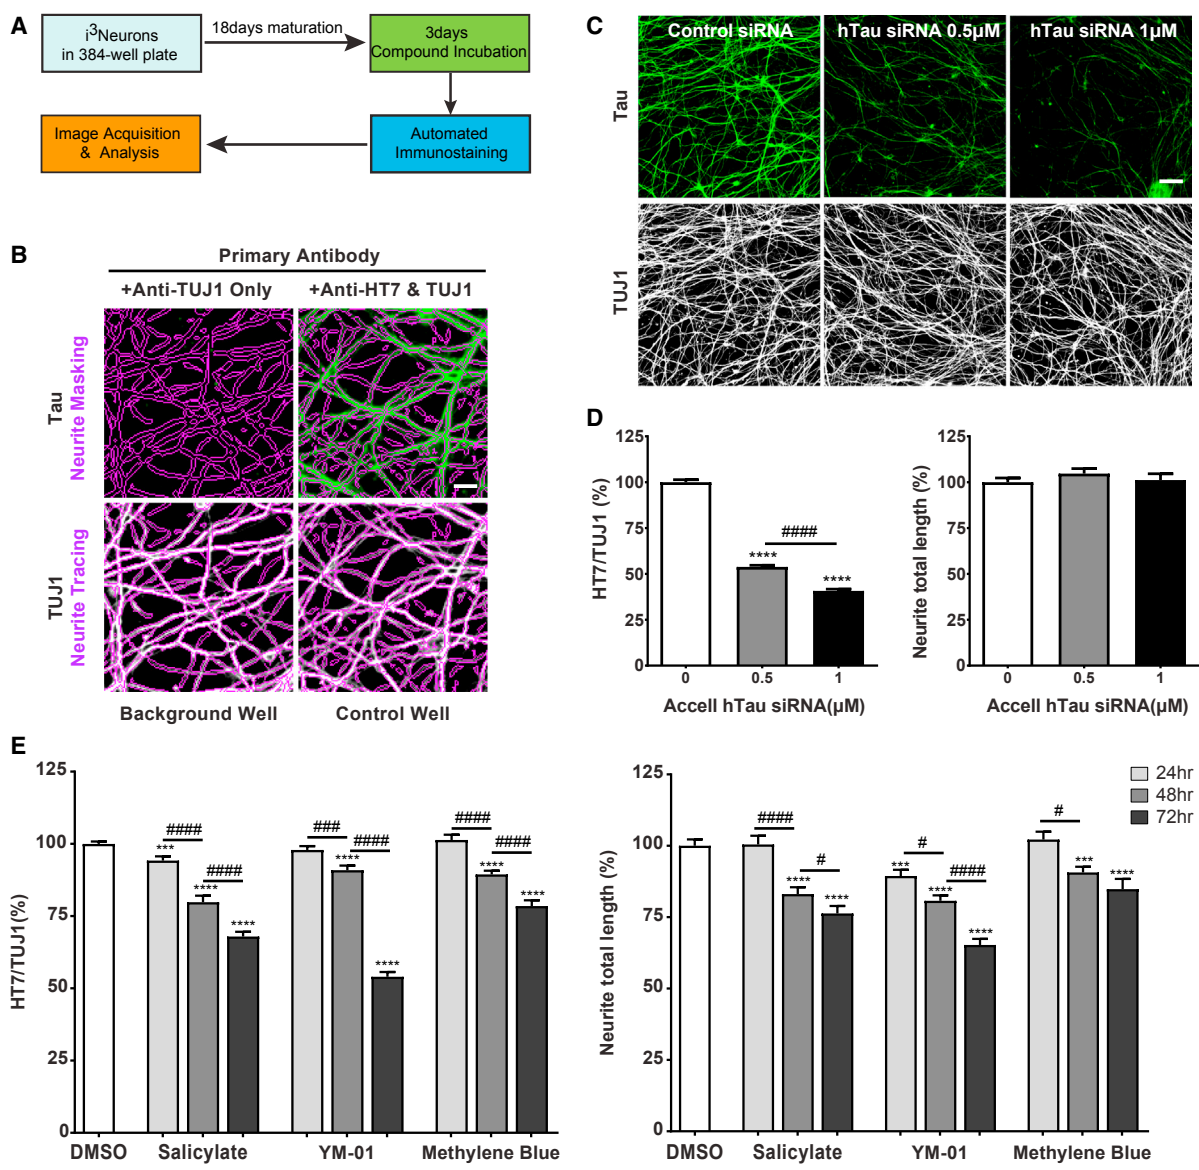 A
i³Neurons
in 384-well plate
18days maturation
3days
Compound Incubation
Image Acquisition
& Analysis
Automated
Immunostaining
B
Primary Antibody
+Anti-TUJ1 Only
+Anti-HT7 & TUJ1
Tau
Neurite Masking
TUJ1
Neurite Tracing
Background Well
Control Well
C
Control siRNA
hTau siRNA 0.5µM
hTau siRNA 1µM
Tau
TUJ1
D
HT7/TUJ1 (%)
125
100
75
50
25
0
****
####
****
0
0.5
1
Accell hTau siRNA(µM)
Neurite total length (%)
125
100
75
50
25
0
0
0.5
1
Accell hTau siRNA(µM)
E
HT7/TUJ1(%)
125
100
75
50
25
0
***
####
****
####
****
###
****
####
****
####
****
####
****
DMSO
Salicylate
YM-01
Methylene Blue
Neurite total length (%)
125
100
75
50
25
0
####
****
#
****
***
#
****
####
****
#
***
****
DMSO
Salicylate
YM-01
Methylene Blue
24hr
48hr
72hr